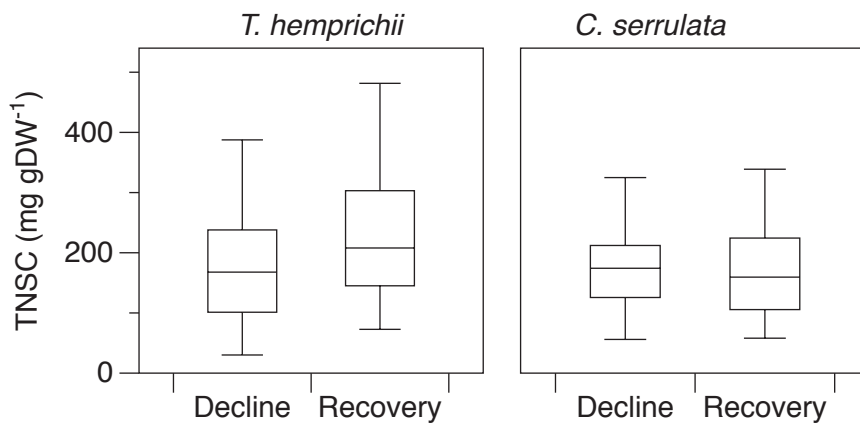 T. hemprichii
C. serrulata
TNSC (mg gDW-1)
400
200
0
Decline
Recovery
Decline
Recovery